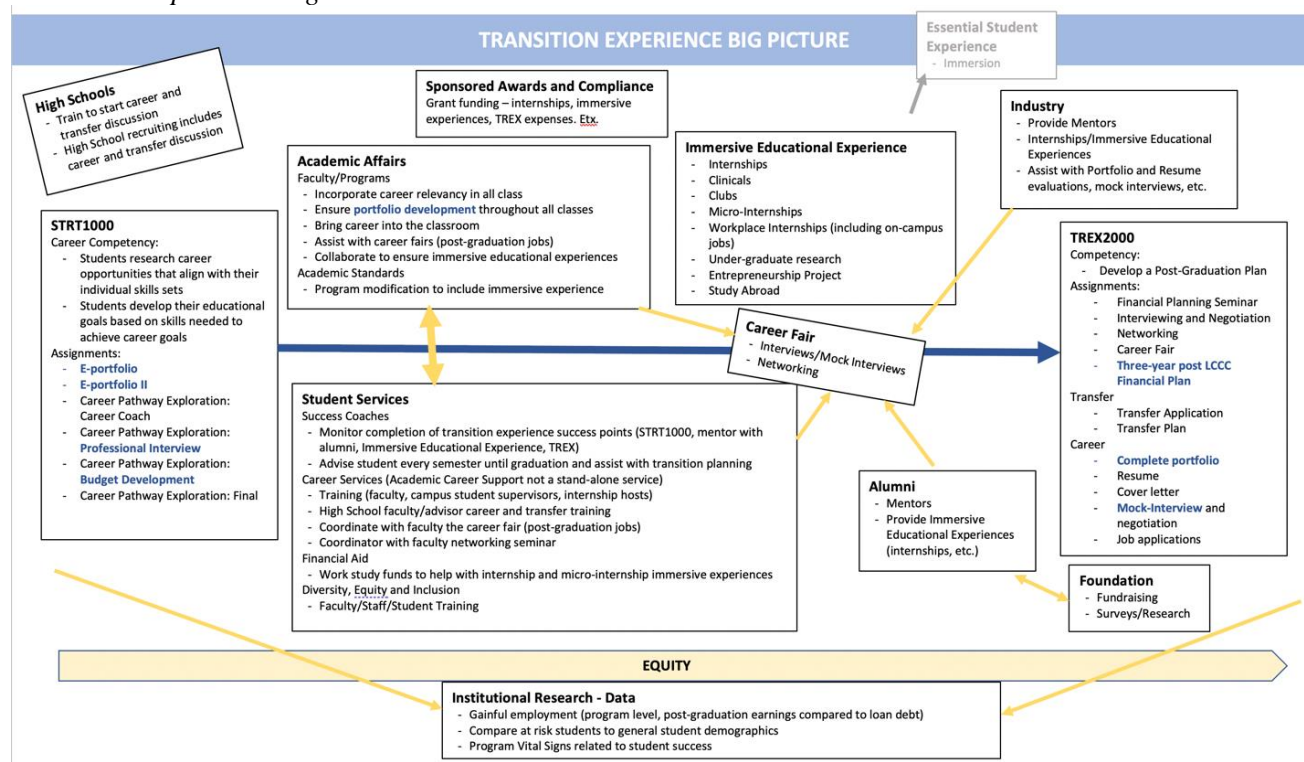 TRANSITION EXPERIENCE BIG PICTURE
Essential Student
Experience
- Immersion
High Schools
- Train to start career and
transfer discussion
- High School recruiting includes
career and transfer discussion
Sponsored Awards and Compliance
Grant funding – internships, immersive
experiences, TREX expenses. Etx.
Industry
- Provide Mentors
- Internships/Immersive Educational
Experiences
- Assist with Portfolio and Resume
evaluations, mock interviews, etc.
Academic Affairs
Faculty/Programs
- Incorporate career relevancy in all class
- Ensure portfolio development throughout all classes
- Bring career into the classroom
- Assist with career fairs (post-graduation jobs)
- Collaborate to ensure immersive educational experiences
Academic Standards
- Program modification to include immersive experience
Immersive Educational Experience
- Internships
- Clinicals
- Clubs
- Micro-Internships
- Workplace Internships (including on-campus
jobs)
- Under-graduate research
- Entrepreneurship Project
- Study Abroad
STRT1000
Career Competency:
- Students research career
opportunities that align with their
individual skills sets
- Students develop their educational
goals based on skills needed to
achieve career goals
Assignments:
- E-portfolio
- E-portfolio II
- Career Pathway Exploration:
Career Coach
- Career Pathway Exploration:
Professional Interview
- Career Pathway Exploration:
Budget Development
- Career Pathway Exploration: Final
Career Fair
- Interviews/Mock Interviews
- Networking
TREX2000
Competency:
- Develop a Post-Graduation Plan
Assignments:
- Financial Planning Seminar
- Interviewing and Negotiation
- Networking
- Career Fair
- Three-year post LCCC
Financial Plan
Transfer
- Transfer Application
- Transfer Plan
Career
- Complete portfolio
- Resume
- Cover letter
- Mock-Interview and
negotiation
- Job applications
Student Services
Success Coaches
- Monitor completion of transition experience success points (STRT1000, mentor with
alumni, Immersive Educational Experience, TREX)
- Advise student every semester until graduation and assist with transition planning
Career Services (Academic Career Support not a stand-alone service)
- Training (faculty, campus student supervisors, internship hosts)
- High School faculty/advisor career and transfer training
- Coordinate with faculty the career fair (post-graduation jobs)
- Coordinator with faculty networking seminar
Financial Aid
- Work study funds to help with internship and micro-internship immersive experiences
Diversity, Equity and Inclusion
- Faculty/Staff/Student Training
Alumni
- Mentors
- Provide Immersive
Educational Experiences
(internships, etc.)
Foundation
- Fundraising
- Surveys/Research
EQUITY
Institutional Research - Data
- Gainful employment (program level, post-graduation earnings compared to loan debt)
- Compare at risk students to general student demographics
- Program Vital Signs related to student success